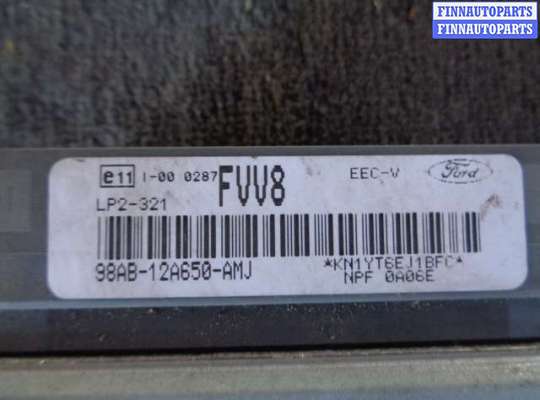 FINNAUTOPARTS
FINNAUTOPARTS
e11 I-00 0287 FVV8 EEC-V Ford
LP2-321
98AB-12A650-AMJ *KN1YT6EJ1BFC*
NPF 0A06E